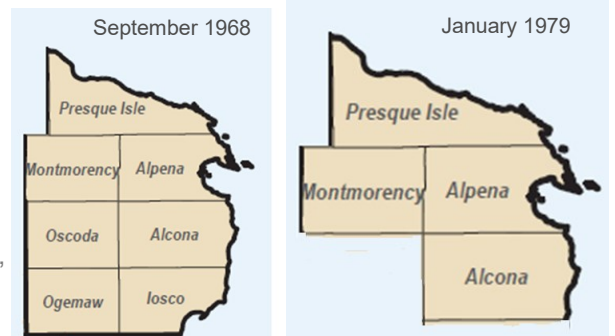 September 1968
Presque Isle
Montmorency Alpena
Oscoda Alcona
Ogemaw Iosco
,
January 1979
Presque Isle
Montmorency Alpena
Alcona